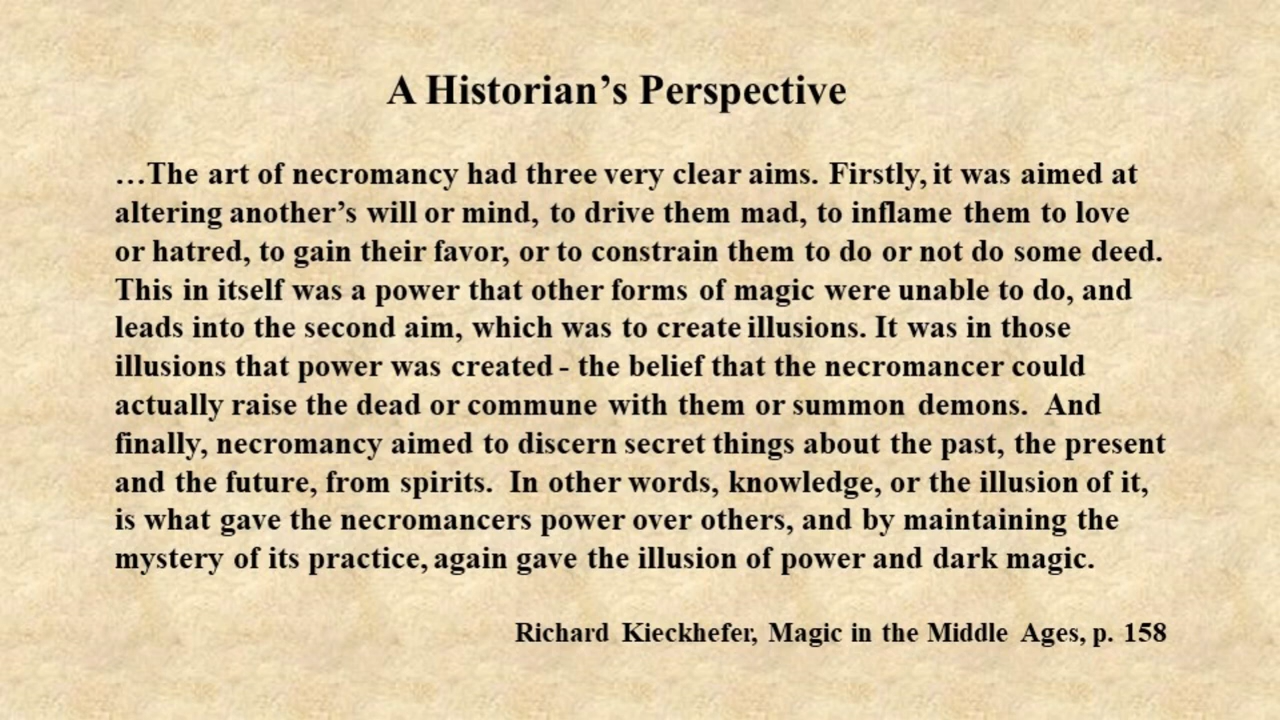 A Historian’s Perspective
…The art of necromancy had three very clear aims. Firstly, it was aimed at
altering another’s will or mind, to drive them mad, to inflame them to love
or hatred, to gain their favor, or to constrain them to do or not do some deed.
This in itself was a power that other forms of magic were unable to do, and
leads into the second aim, which was to create illusions. It was in those
illusions that power was created - the belief that the necromancer could
actually raise the dead or commune with them or summon demons.  And
finally, necromancy aimed to discern secret things about the past, the present
and the future, from spirits.  In other words, knowledge, or the illusion of it,
is what gave the necromancers power over others, and by maintaining the
mystery of its practice, again gave the illusion of power and dark magic.
Richard Kieckhefer, Magic in the Middle Ages, p. 158